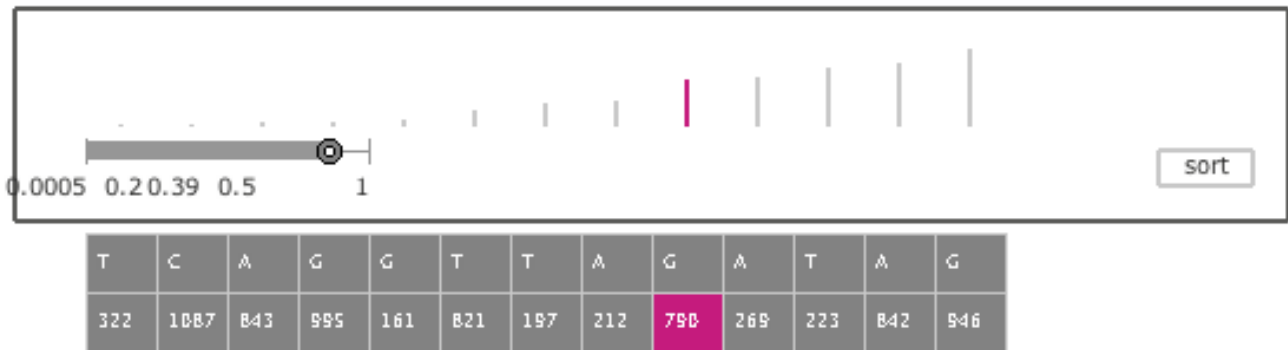 sort
0.0005 0.2 0.39 0.5 1
T C A G G T T A G A T A G
322 1087 843 995 161 821 197 212 790 269 223 842 946